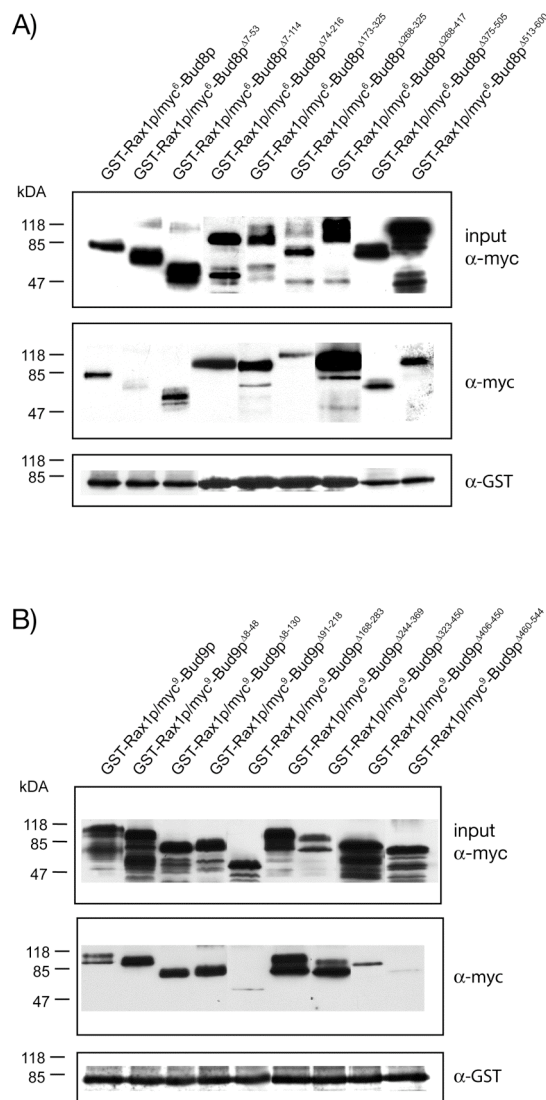 A)
GST-Rax1p/myc⁶-Bud8p
GST-Rax1p/myc⁶-Bud8pΔ7-53
GST-Rax1p/myc⁶-Bud8pΔ7-114
GST-Rax1p/myc⁶-Bud8pΔ74-216
GST-Rax1p/myc⁶-Bud8pΔ173-325
GST-Rax1p/myc⁶-Bud8pΔ268-325
GST-Rax1p/myc⁶-Bud8pΔ268-417
GST-Rax1p/myc⁶-Bud8pΔ375-505
GST-Rax1p/myc⁶-Bud8pΔ513-600
kDA
118
85
47
input
α-myc
118
85
47
α-myc
118
85
α-GST
B)
GST-Rax1p/myc⁹-Bud9p
GST-Rax1p/myc⁹-Bud9pΔ8-48
GST-Rax1p/myc⁹-Bud9pΔ8-130
GST-Rax1p/myc⁹-Bud9pΔ91-218
GST-Rax1p/myc⁹-Bud9pΔ168-283
GST-Rax1p/myc⁹-Bud9pΔ244-369
GST-Rax1p/myc⁹-Bud9pΔ323-450
GST-Rax1p/myc⁹-Bud9pΔ406-450
GST-Rax1p/myc⁹-Bud9pΔ460-544
kDA
118
85
47
input
α-myc
118
85
47
α-myc
118
85
α-GST